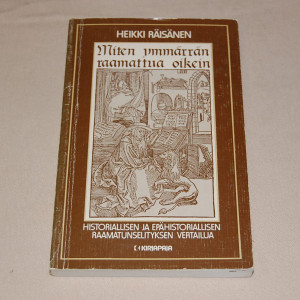 HEIKKI RÄISÄNEN
Miten ymmärrän
raamattua oikein
HISTORIALLISEN JA EPÄHISTORIALLISEN
RAAMATUNSELITYKSEN VERTAILUA
KIRJAPAJA